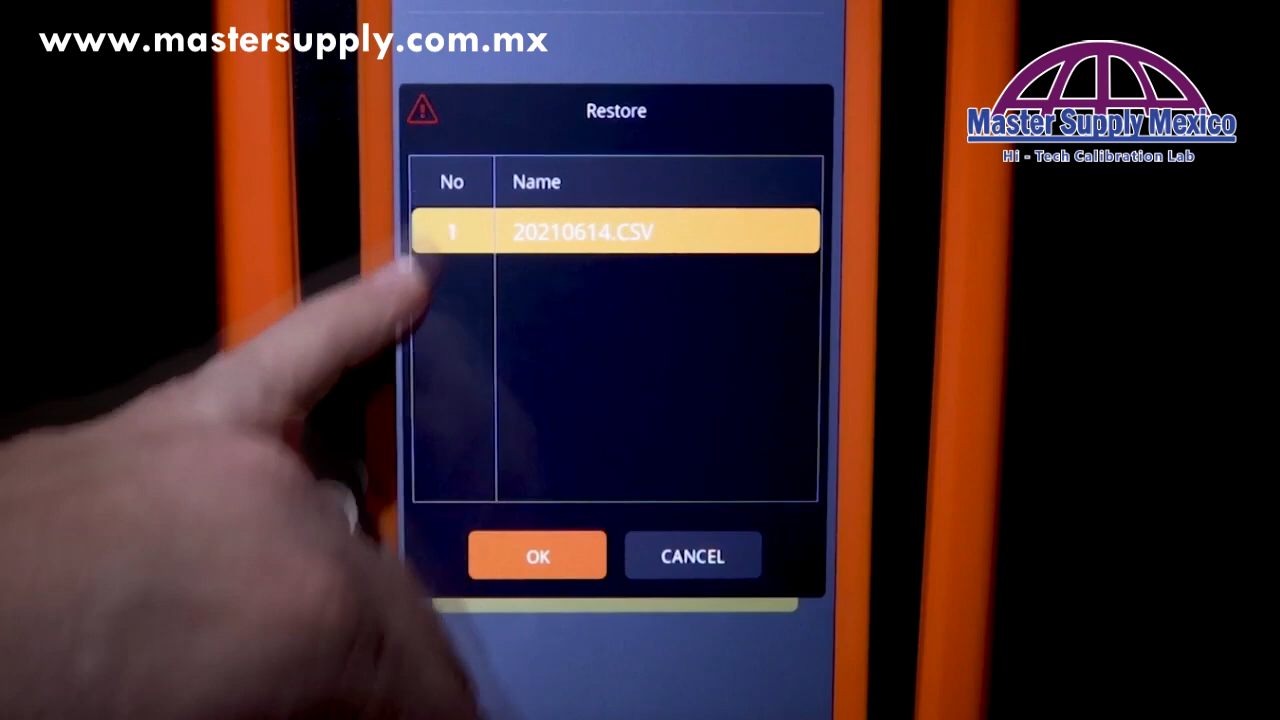 www.mastersupply.com.mx
Master Supply Mexico
Hi - Tech Calibration Lab
Restore
No Name
1 20210614.CSV
OK CANCEL